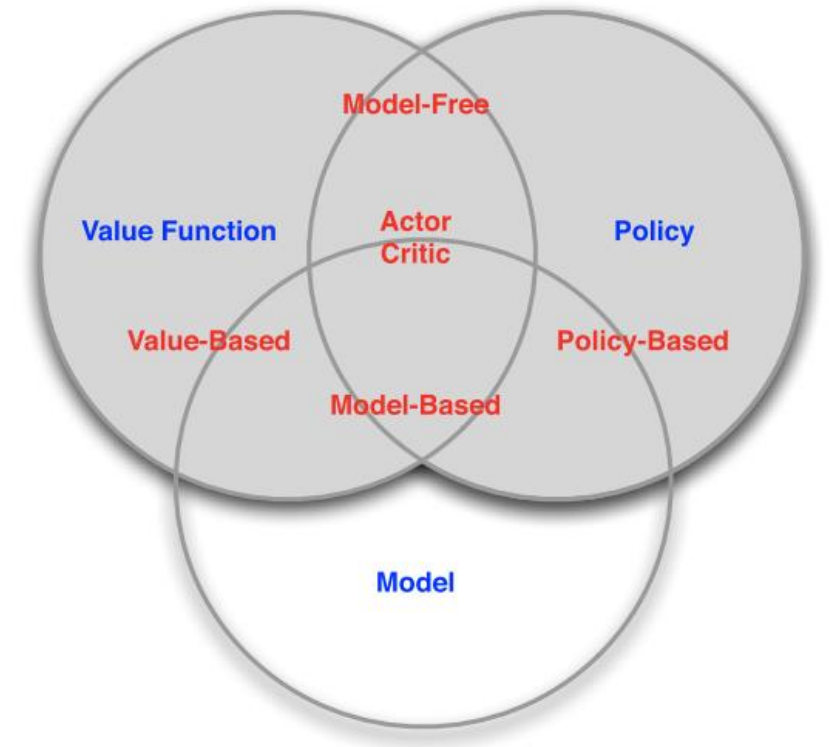 Model-Free
Actor
Critic
Value Function
Policy
Value-Based
Policy-Based
Model-Based
Model